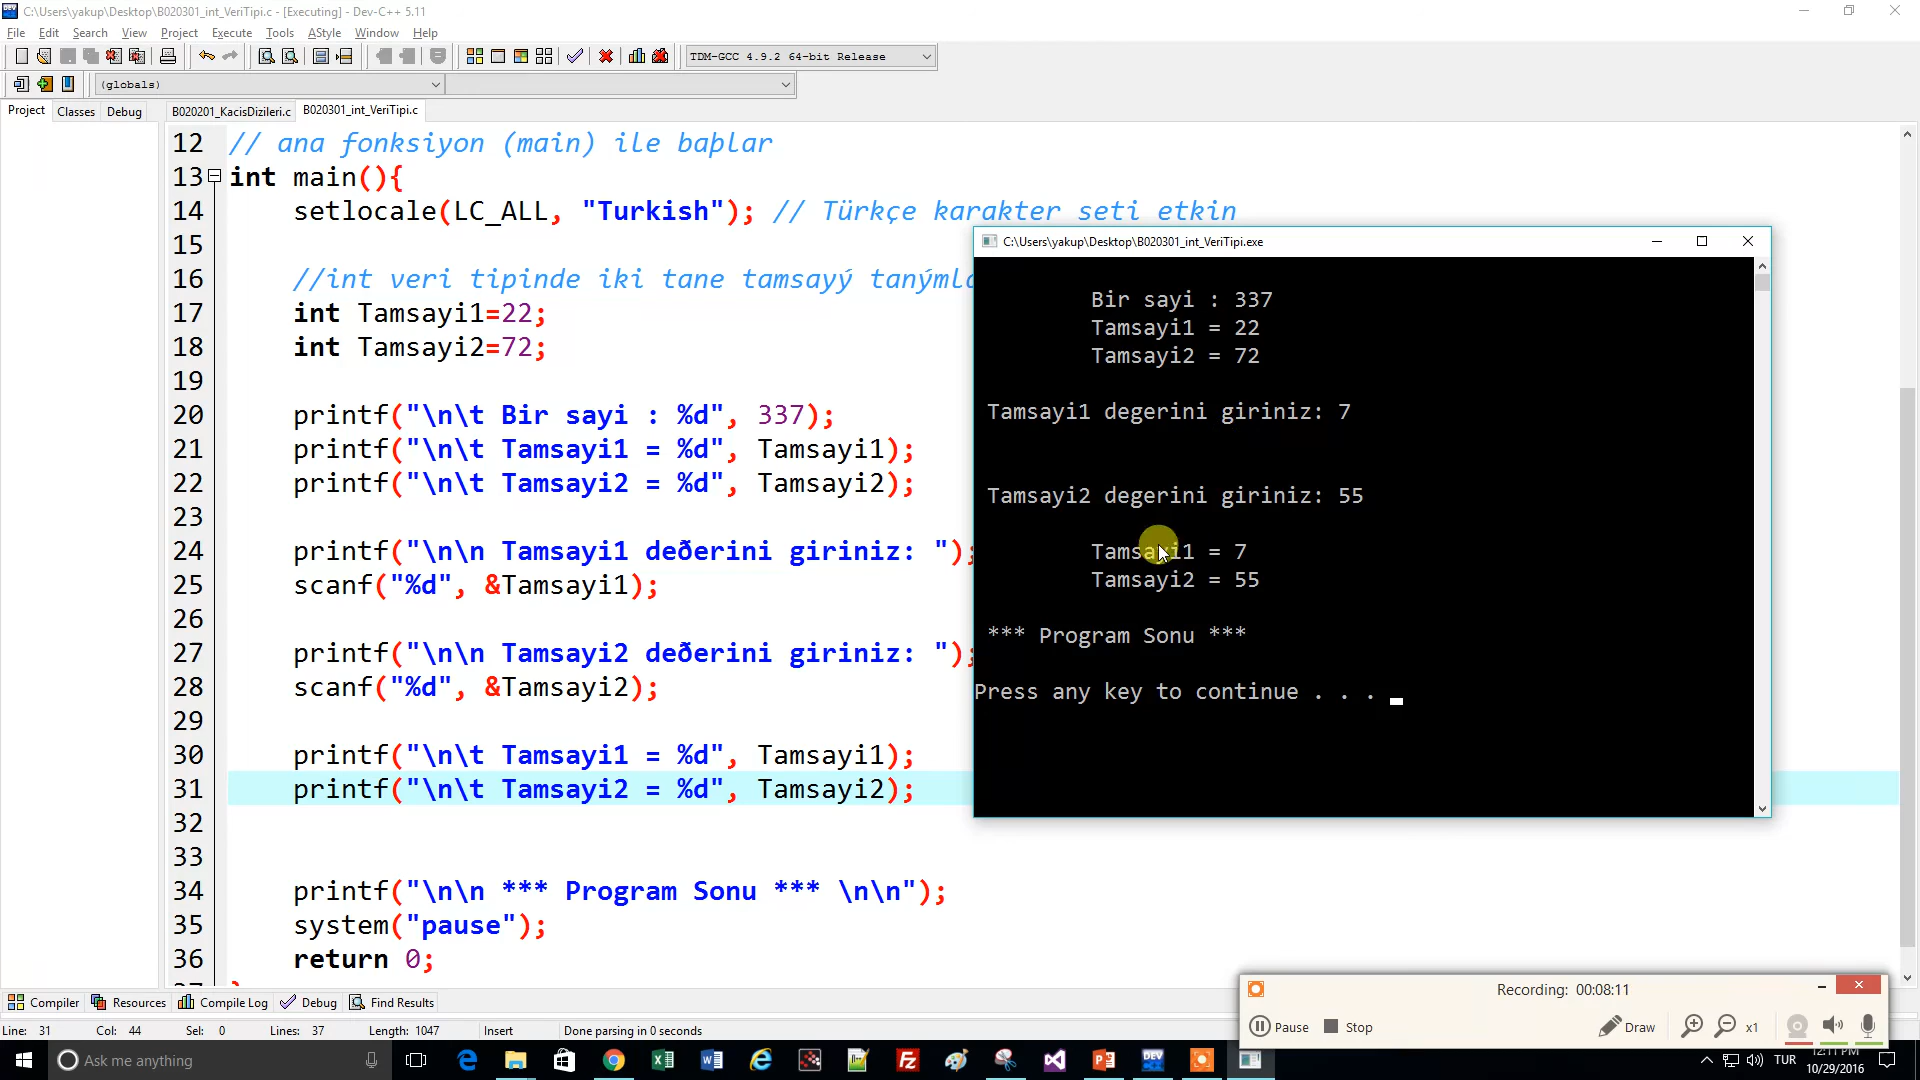 C:\Users\yakup\Desktop\B020301_int_VeriTipi.c - [Executing] - Dev-C++ 5.11
File Edit Search View Project Execute Tools AStyle Window Help
TDM-GCC 4.9.2 64-bit Release
(globals)
Project Classes Debug B020201_KacisDizileri.c B020301_int_VeriTipi.c
12 // ana fonksiyon (main) ile baþlar
13 int main(){
14 setlocale(LC_ALL, "Turkish"); // Türkçe karakter seti etkin
15
16 //int veri tipinde iki tane tamsayý tanýmla
17 int Tamsayi1=22;
18 int Tamsayi2=72;
19
20 printf("\n\t Bir sayi : %d", 337);
21 printf("\n\t Tamsayi1 = %d", Tamsayi1);
22 printf("\n\t Tamsayi2 = %d", Tamsayi2);
23
24 printf("\n\n Tamsayi1 deðerini giriniz: ");
25 scanf("%d", &Tamsayi1);
26
27 printf("\n\n Tamsayi2 deðerini giriniz: ");
28 scanf("%d", &Tamsayi2);
29
30 printf("\n\t Tamsayi1 = %d", Tamsayi1);
31 printf("\n\t Tamsayi2 = %d", Tamsayi2);
32
33
34 printf("\n\n *** Program Sonu *** \n\n");
35 system("pause");
36 return 0;
C:\Users\yakup\Desktop\B020301_int_VeriTipi.exe
Bir sayi : 337
Tamsayi1 = 22
Tamsayi2 = 72
Tamsayi1 degerini giriniz: 7
Tamsayi2 degerini giriniz: 55
Tamsayi1 = 7
Tamsayi2 = 55
*** Program Sonu ***
Press any key to continue . . .
Compiler Resources Compile Log Debug Find Results
Line: 31 Col: 44 Sel: 0 Lines: 37 Length: 1047 Insert Done parsing in 0 seconds
Recording: 00:08:11
Pause Stop Draw x1
Ask me anything
TUR
12:11 PM
10/29/2016